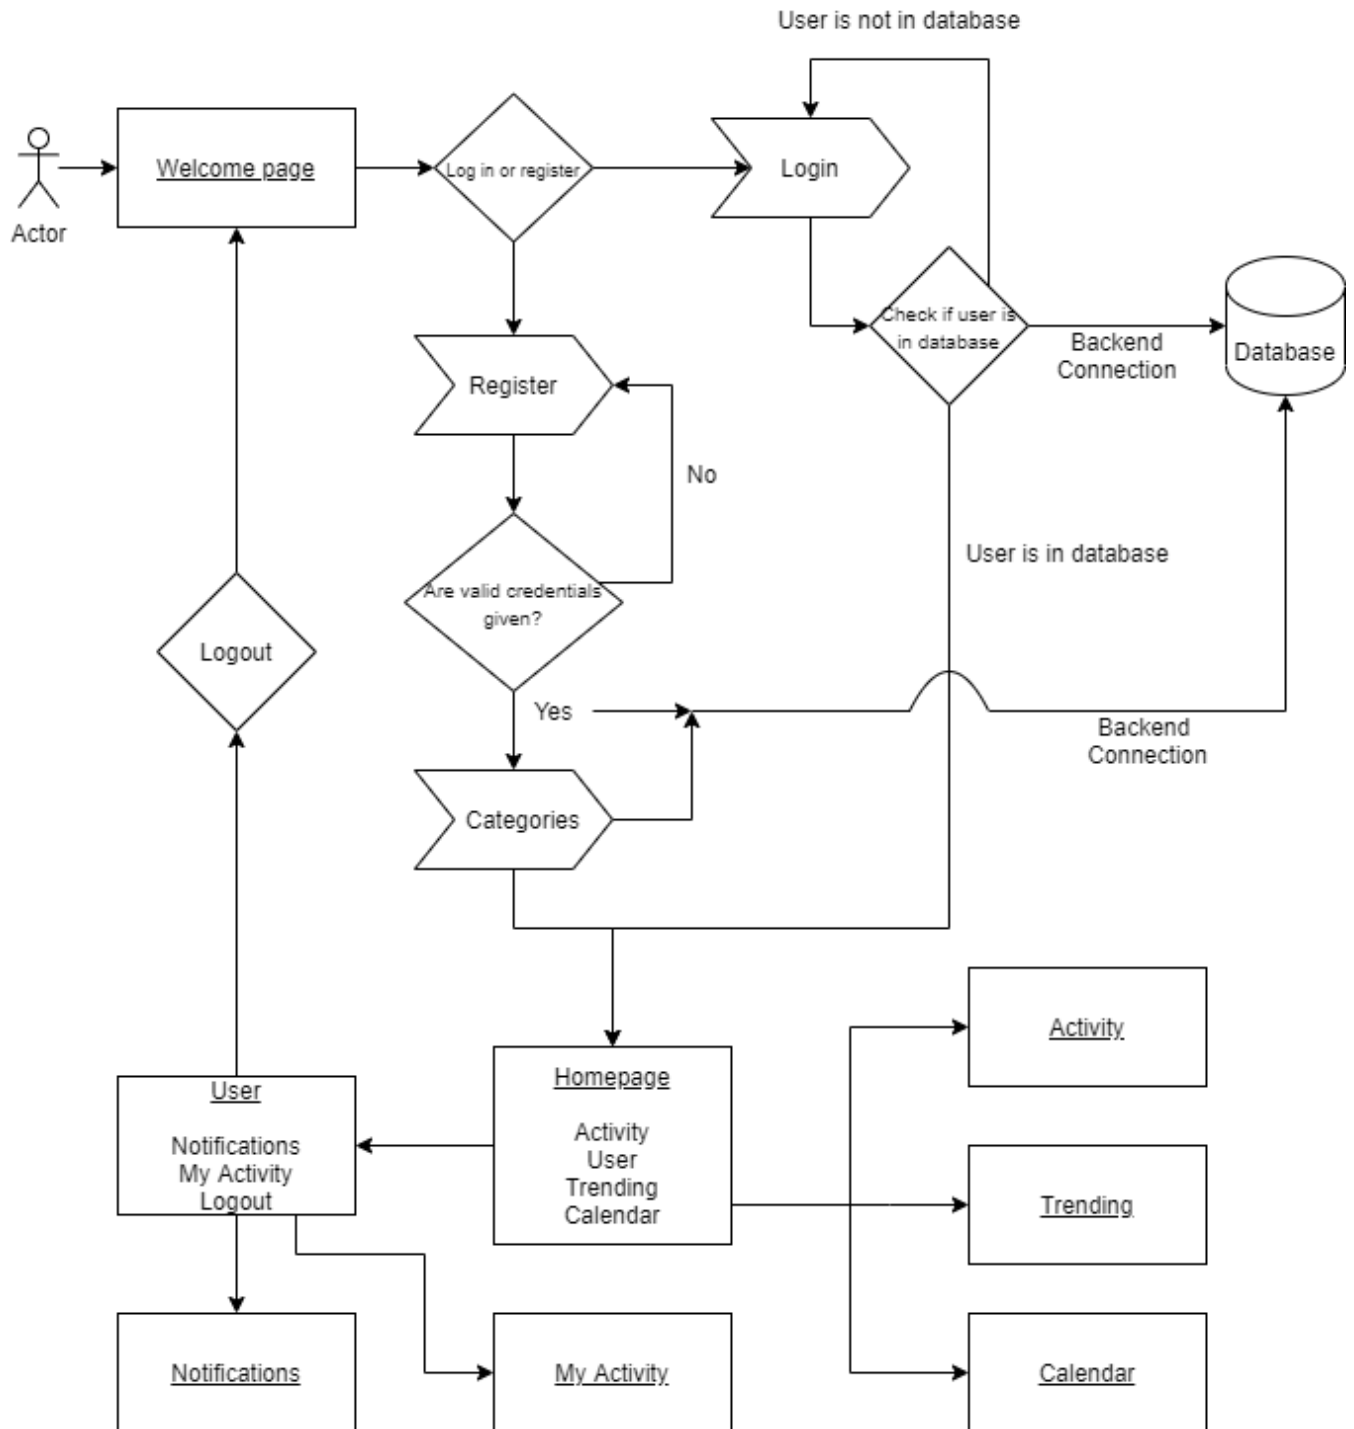 User is not in database
Actor
Welcome page
Log in or register
Login
Check if user is
in database
Backend
Connection
Database
Register
No
Are valid credentials
given?
User is in database
Logout
Yes
Backend
Connection
Categories
User
Notifications
My Activity
Logout
Homepage
Activity
User
Trending
Calendar
Activity
Trending
Notifications
My Activity
Calendar